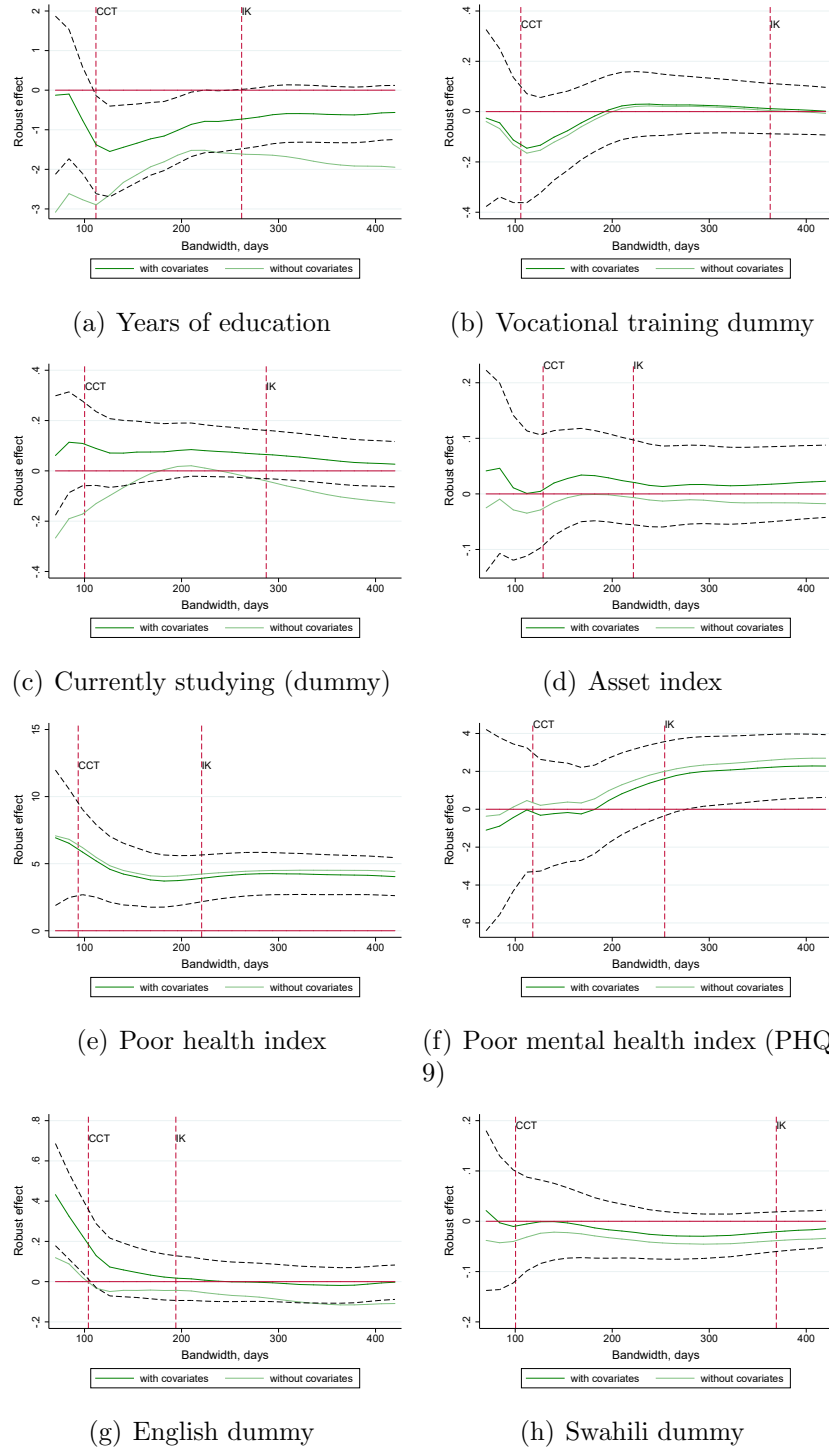 CCT IK
2
1
0
-1
-2
-3
Robust effect
100 200 300 400
Bandwidth, days
with covariates without covariates
(a) Years of education
CCT IK
.4
.2
0
-.2
-.4
Robust effect
100 200 300 400
Bandwidth, days
with covariates without covariates
(b) Vocational training dummy
CCT IK
.4
.2
0
-.2
-.4
Robust effect
100 200 300 400
Bandwidth, days
with covariates without covariates
(c) Currently studying (dummy)
CCT IK
.2
.1
0
-.1
Robust effect
100 200 300 400
Bandwidth, days
with covariates without covariates
(d) Asset index
CCT IK
15
10
5
0
Robust effect
100 200 300 400
Bandwidth, days
with covariates without covariates
(e) Poor health index
CCT IK
4
2
0
-2
-4
-6
Robust effect
100 200 300 400
Bandwidth, days
with covariates without covariates
(f) Poor mental health index (PHQ
9)
CCT IK
.8
.6
.4
.2
0
-.2
Robust effect
100 200 300 400
Bandwidth, days
with covariates without covariates
(g) English dummy
CCT IK
.2
.1
0
-.1
-.2
Robust effect
100 200 300 400
Bandwidth, days
with covariates without covariates
(h) Swahili dummy